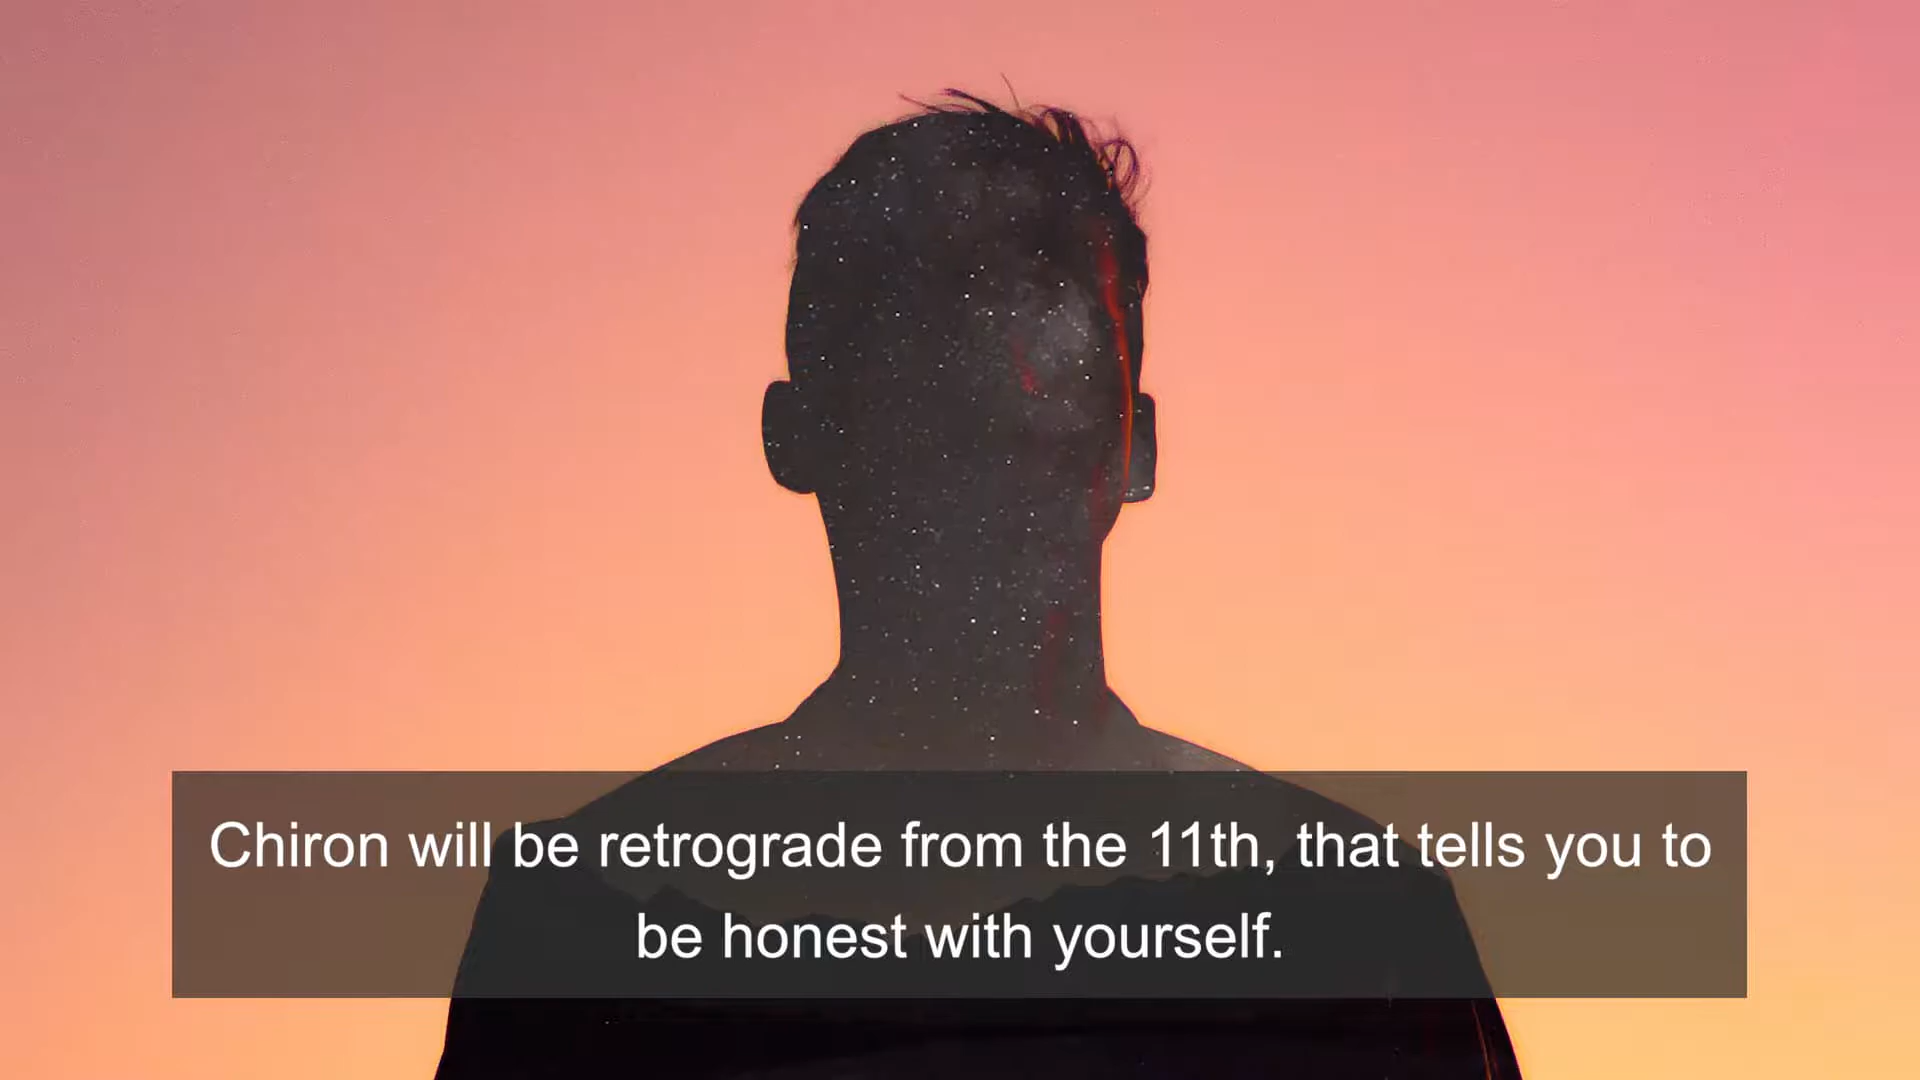 Chiron will be retrograde from the 11th, that tells you to
be honest with yourself.